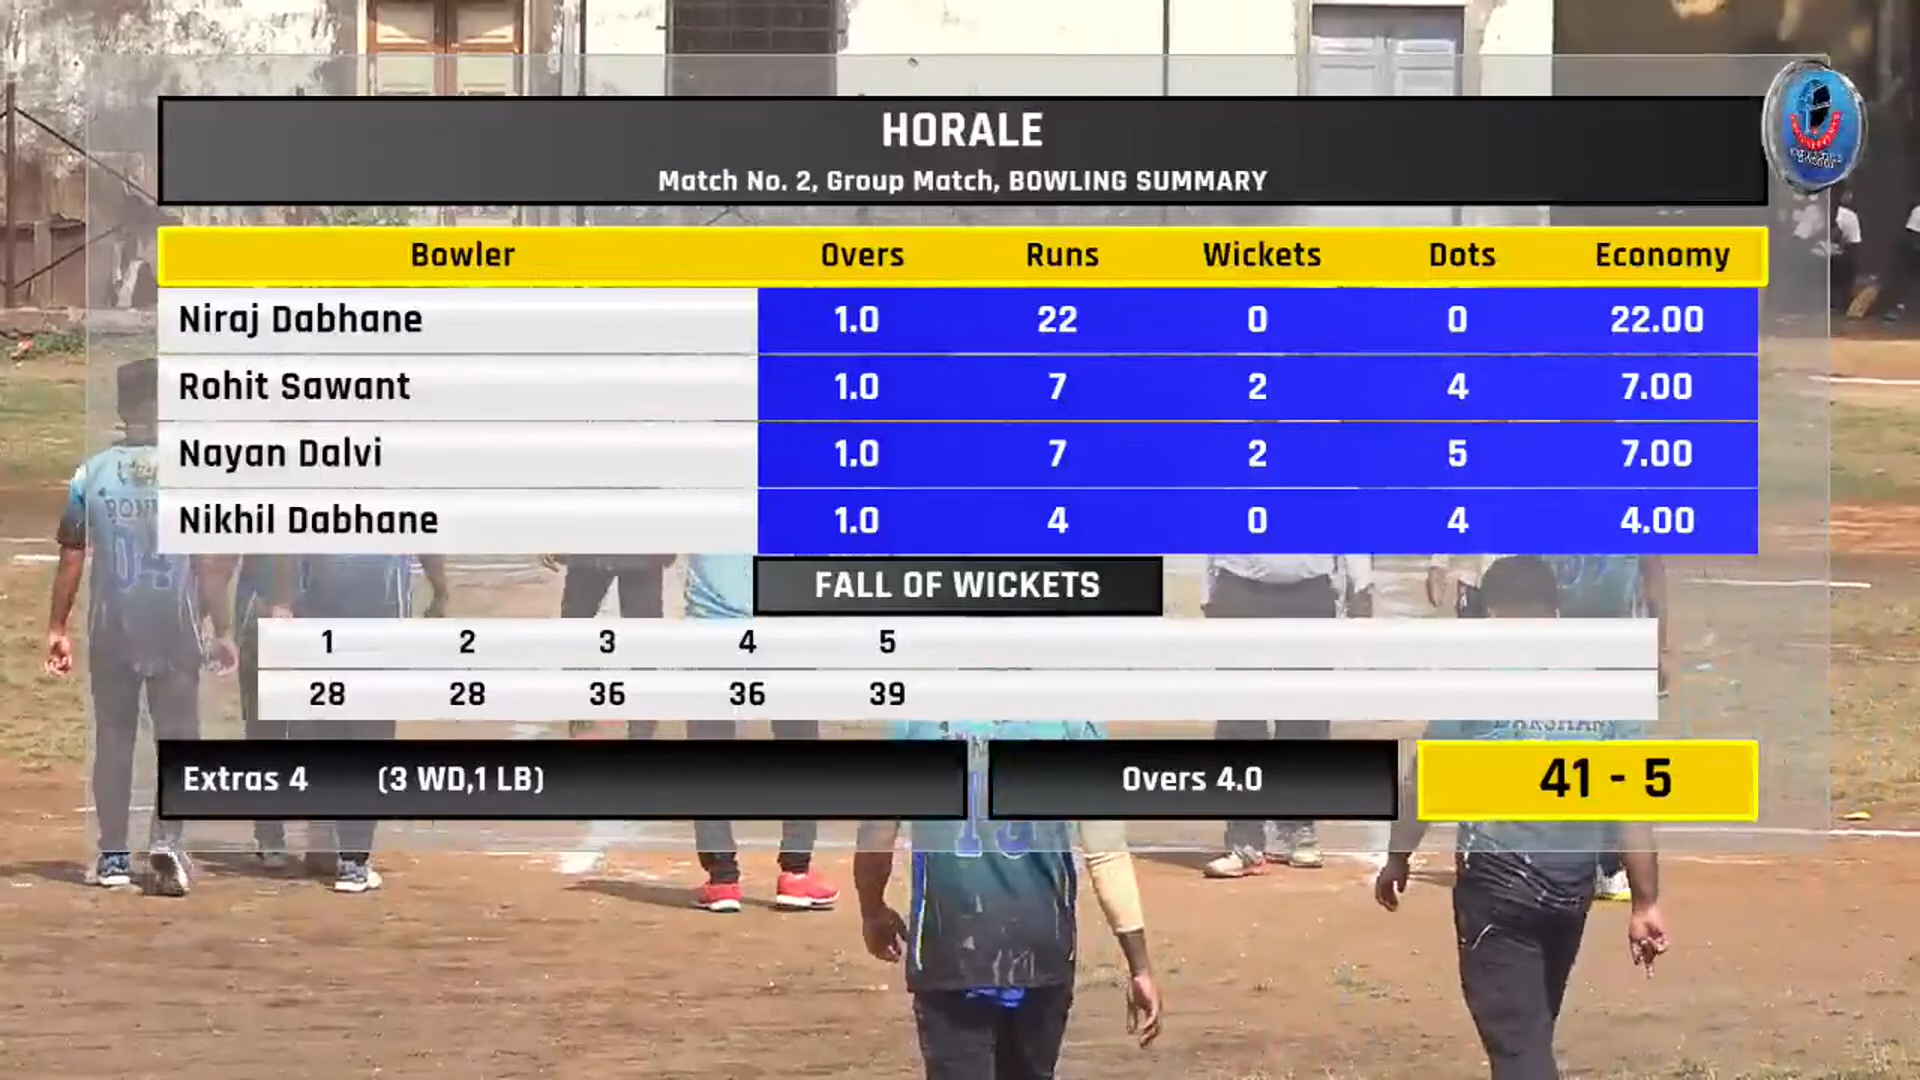 HORALE
Match No. 2, Group Match, BOWLING SUMMARY
Bowler Overs Runs Wickets Dots Economy
Niraj Dabhane 1.0 22 0 0 22.00
Rohit Sawant 1.0 7 2 4 7.00
Nayan Dalvi 1.0 7 2 5 7.00
Nikhil Dabhane 1.0 4 0 4 4.00
FALL OF WICKETS
1 2 3 4 5
28 28 36 36 39
Extras 4 (3 WD,1 LB) Overs 4.0 41 - 5
04
DARSHAN